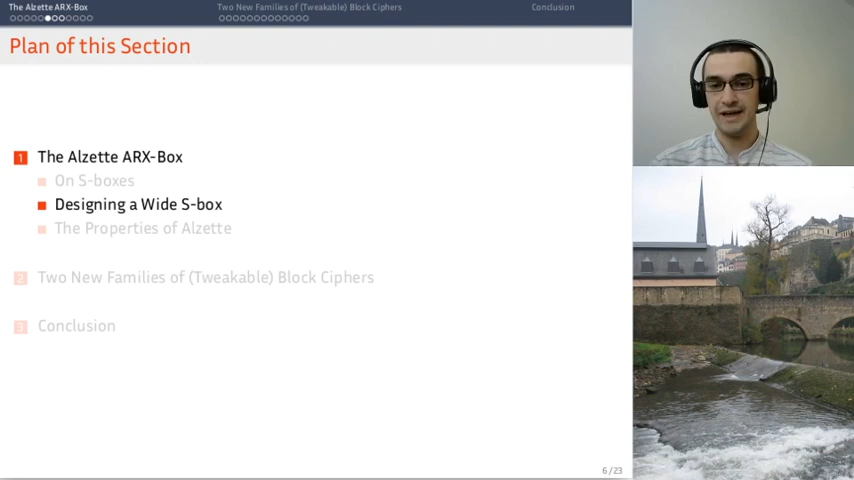 The Alzette ARX-Box
Two New Families of (Tweakable) Block Ciphers
Conclusion
Plan of this Section
1 The Alzette ARX-Box
On S-boxes
Designing a Wide S-box
The Properties of Alzette
2 Two New Families of (Tweakable) Block Ciphers
3 Conclusion
6/23